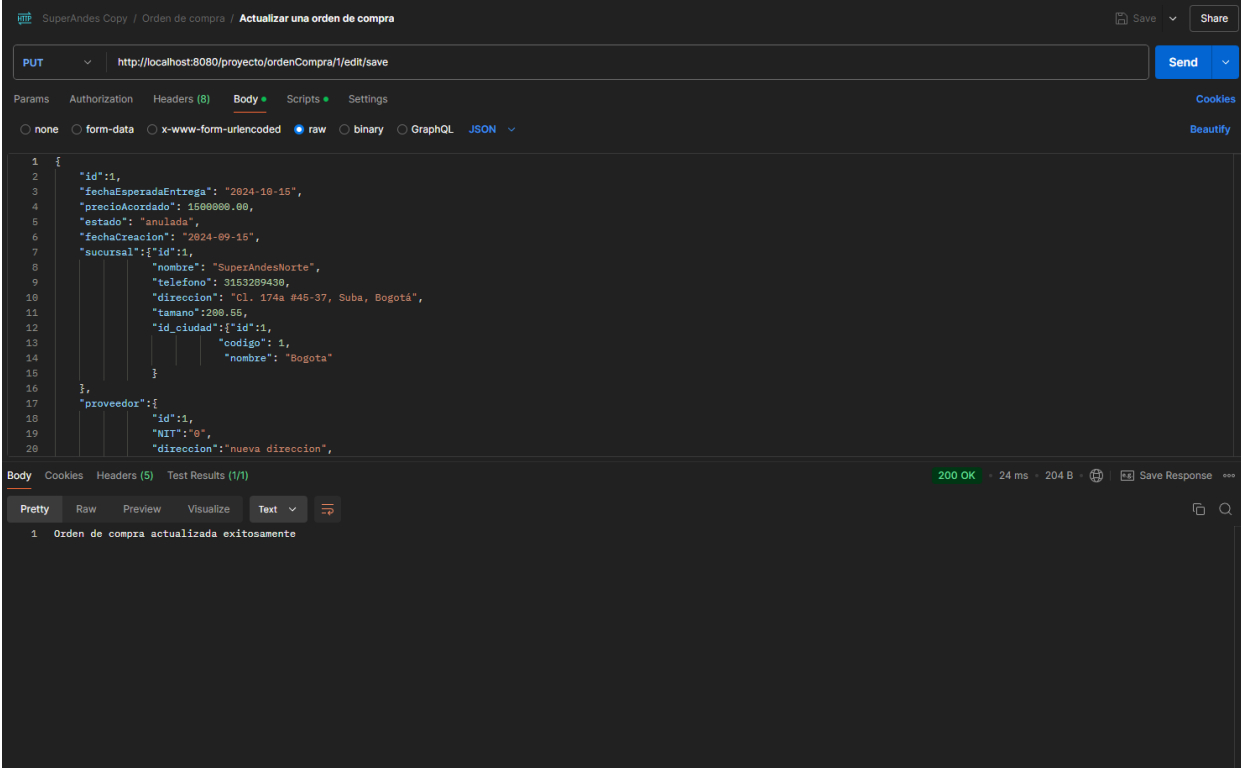 HTTP SuperAndes Copy / Orden de compra / Actualizar una orden de compra Save Share
PUT http://localhost:8080/proyecto/ordenCompra/1/edit/save Send
Params Authorization Headers (8) Body Scripts Settings Cookies
none form-data x-www-form-urlencoded raw binary GraphQL JSON Beautify
1 {
2 "id":1,
3 "fechaEsperadaEntrega": "2024-10-15",
4 "precioAcordado": 1500000.00,
5 "estado": "anulada",
6 "fechaCreacion": "2024-09-15",
7 "sucursal":{"id":1,
8 "nombre": "SuperAndesNorte",
9 "telefono": 3153289430,
10 "direccion": "Cl. 174a #45-37, Suba, Bogotá",
11 "tamano":200.55,
12 "id_ciudad":{"id":1,
13 "codigo": 1,
14 "nombre": "Bogota"
15 }
16 },
17 "proveedor":{
18 "id":1,
19 "NIT":"0",
20 "direccion":"nueva direccion",
Body Cookies Headers (5) Test Results (1/1) 200 OK 24 ms 204 B e.g. Save Response
Pretty Raw Preview Visualize Text
1 Orden de compra actualizada exitosamente